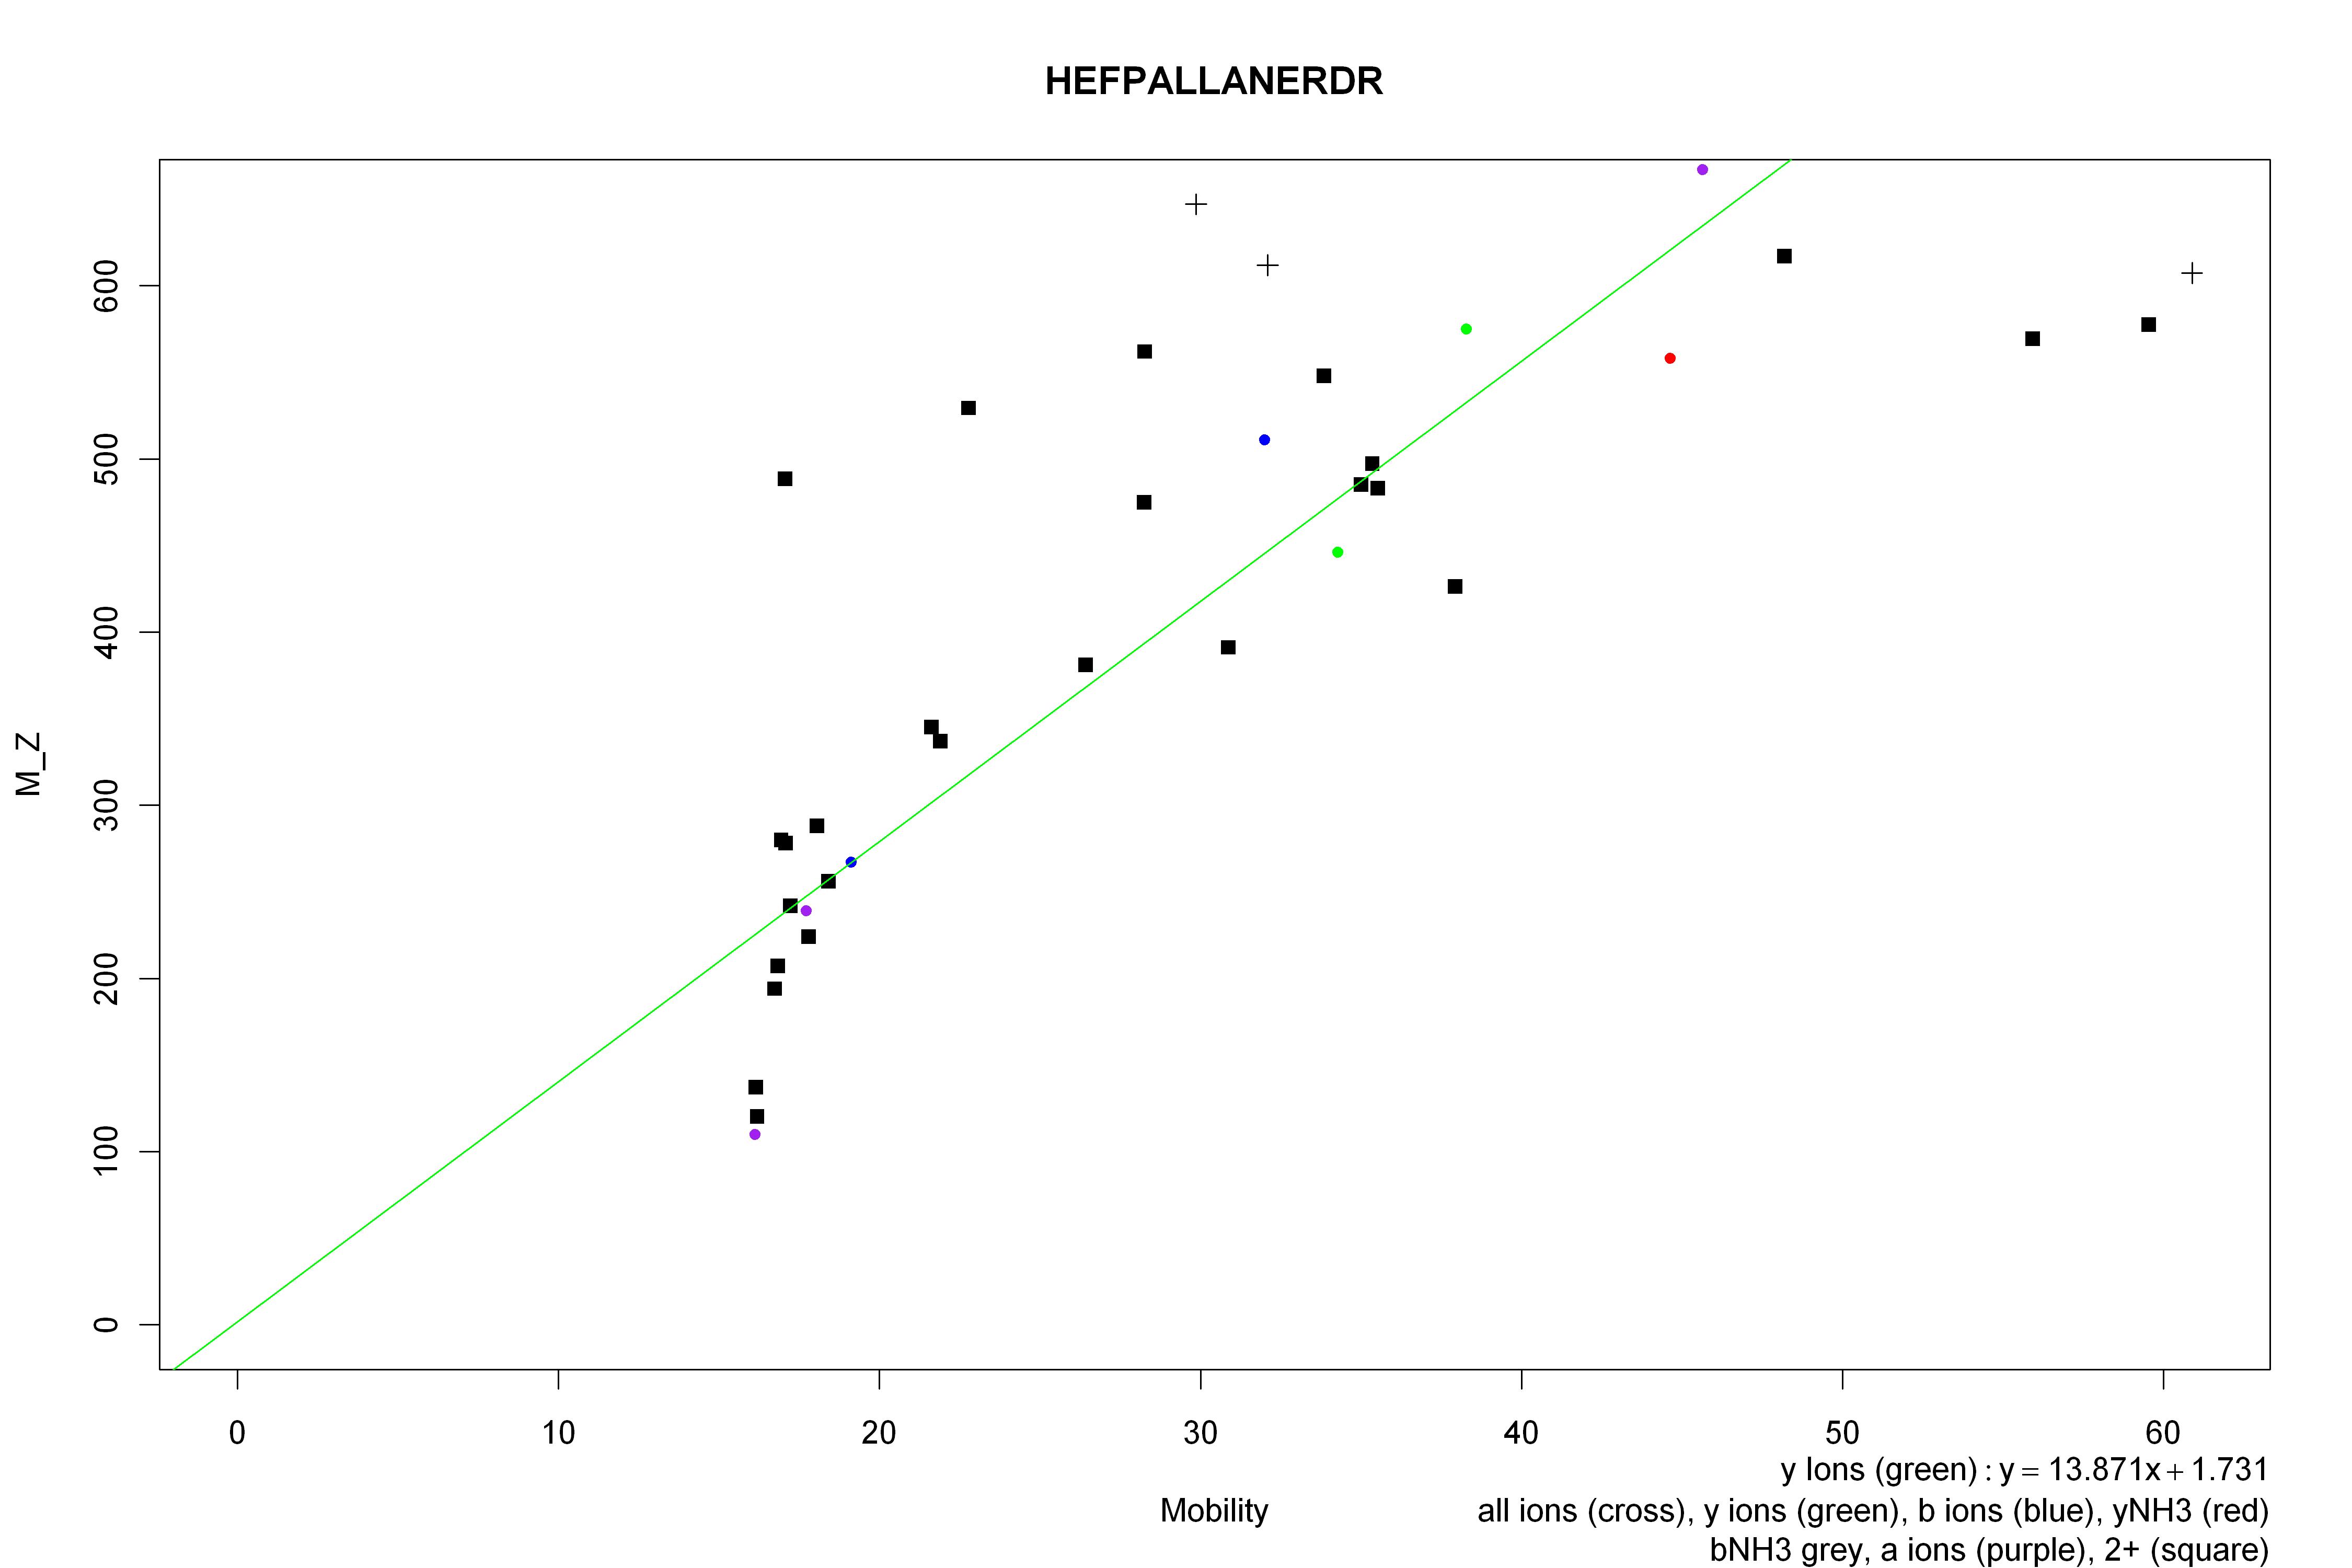 HEFPALLANERDR
M_Z
600
500
400
300
200
100
0
0 10 20 30 40 50 60
y Ions (green) : y = 13.871x + 1.731
Mobility
all ions (cross), y ions (green), b ions (blue), yNH3 (red)
bNH3 grey, a ions (purple), 2+ (square)